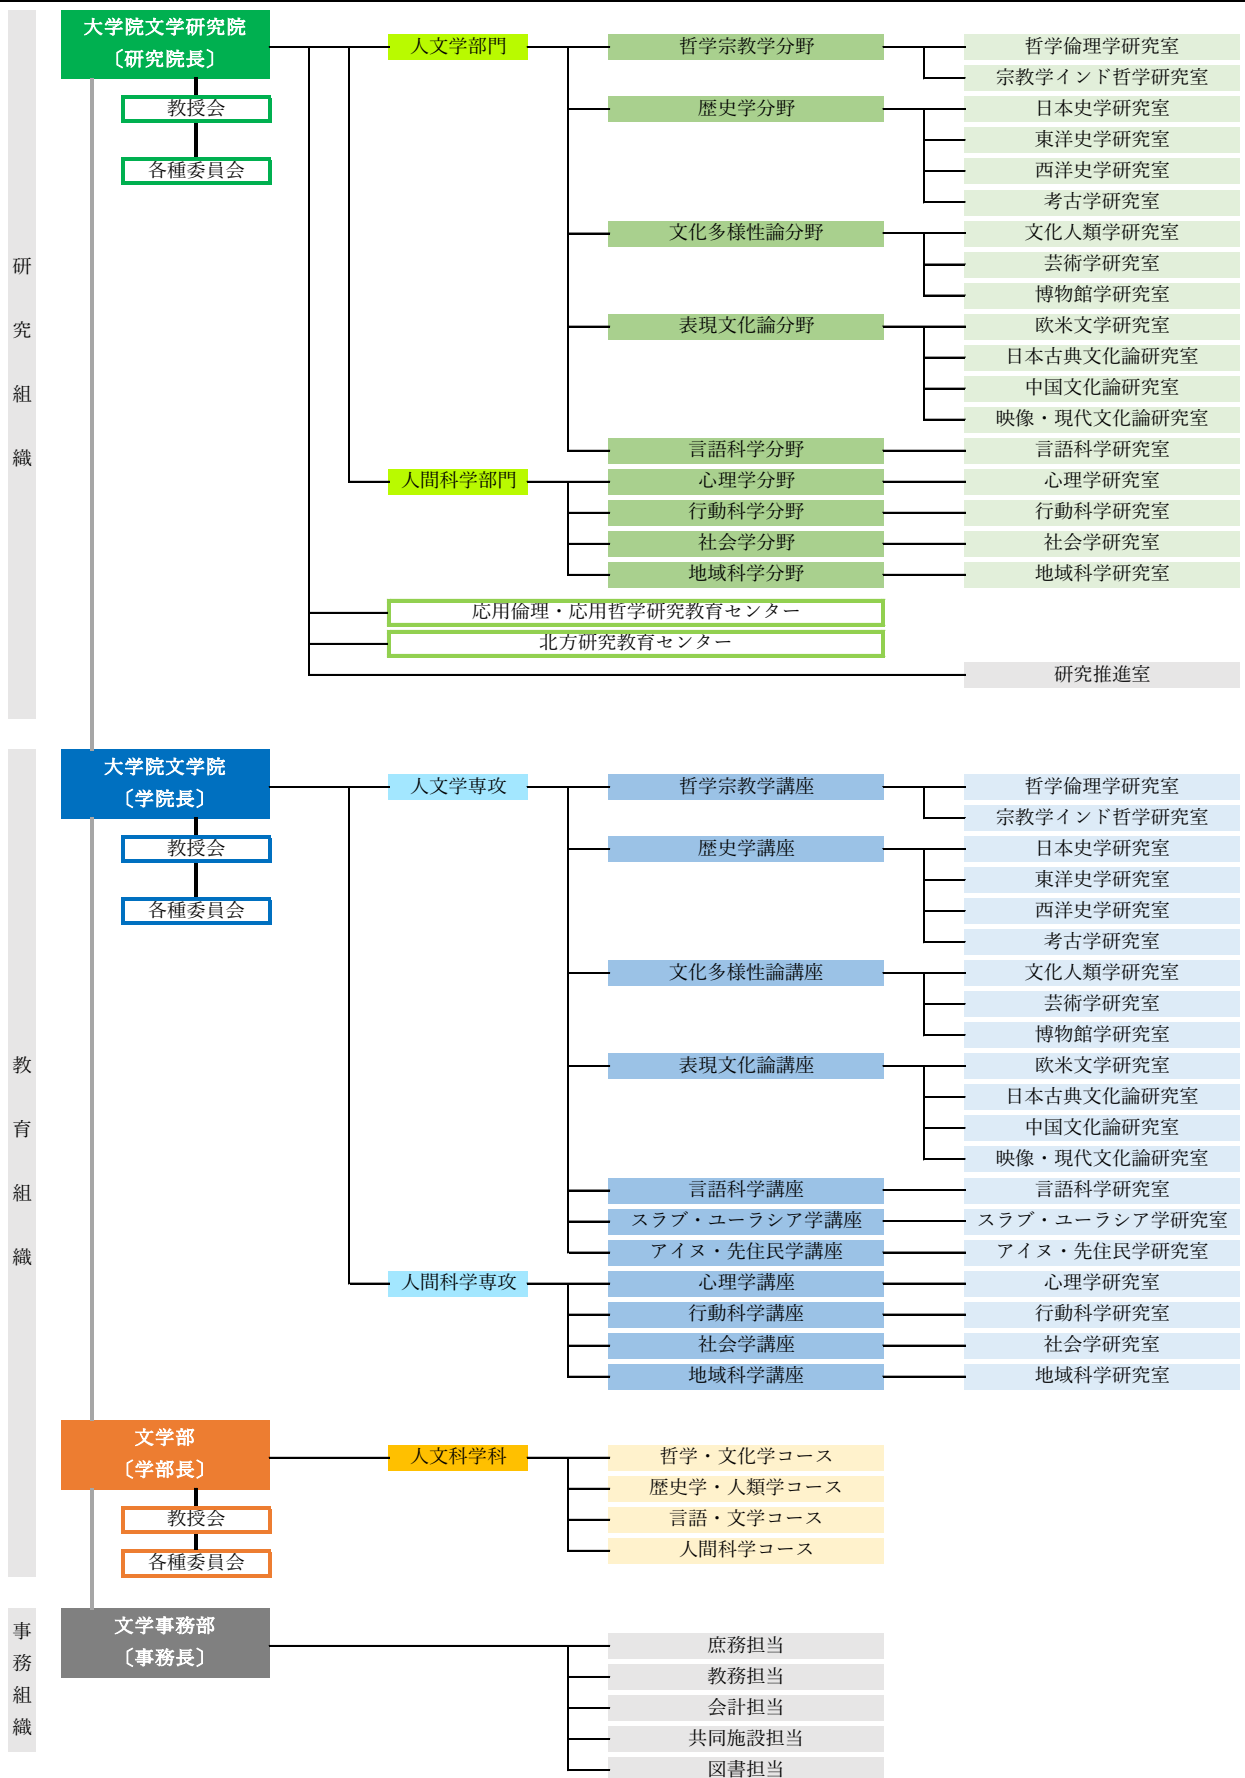 研究組織
大学院文学研究院
〔研究院長〕
教授会
各種委員会
人文学部門
哲学宗教学分野
哲学倫理学研究室
宗教学インド哲学研究室
歴史学分野
日本史学研究室
東洋史学研究室
西洋史学研究室
考古学研究室
文化多様性論分野
文化人類学研究室
芸術学研究室
博物館学研究室
表現文化論分野
欧米文学研究室
日本古典文化論研究室
中国文化論研究室
映像・現代文化論研究室
言語科学分野
言語科学研究室
人間科学部門
心理学分野
心理学研究室
行動科学分野
行動科学研究室
社会学分野
社会学研究室
地域科学分野
地域科学研究室
応用倫理・応用哲学研究教育センター
北方研究教育センター
研究推進室
教育組織
大学院文学院
〔学院長〕
教授会
各種委員会
人文学専攻
哲学宗教学講座
哲学倫理学研究室
宗教学インド哲学研究室
歴史学講座
日本史学研究室
東洋史学研究室
西洋史学研究室
考古学研究室
文化多様性論講座
文化人類学研究室
芸術学研究室
博物館学研究室
表現文化論講座
欧米文学研究室
日本古典文化論研究室
中国文化論研究室
映像・現代文化論研究室
言語科学講座
言語科学研究室
スラブ・ユーラシア学講座
スラブ・ユーラシア学研究室
アイヌ・先住民学講座
アイヌ・先住民学研究室
人間科学専攻
心理学講座
心理学研究室
行動科学講座
行動科学研究室
社会学講座
社会学研究室
地域科学講座
地域科学研究室
文学部
〔学部長〕
教授会
各種委員会
人文科学科
哲学・文化学コース
歴史学・人類学コース
言語・文学コース
人間科学コース
事務組織
文学事務部
〔事務長〕
庶務担当
教務担当
会計担当
共同施設担当
図書担当